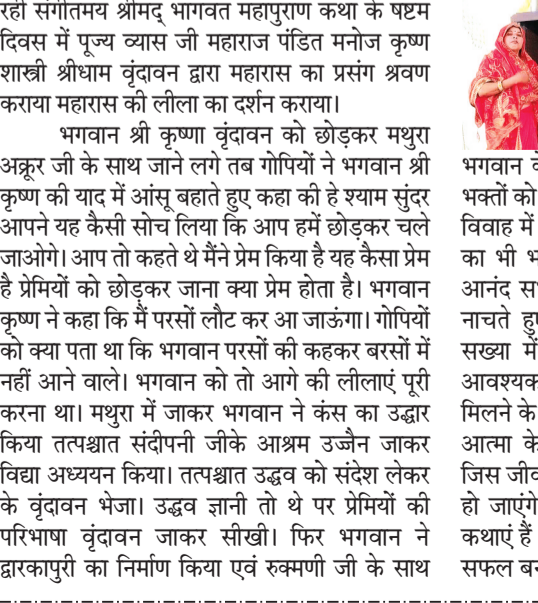 रही संगीतमय श्रीमद् भागवत महापुराण कथा के षष्टम
दिवस में पूज्य व्यास जी महाराज पंडित मनोज कृष्ण
शास्त्री श्रीधाम वृंदावन द्वारा महारास का प्रसंग श्रवण
कराया महारास की लीला का दर्शन कराया।
भगवान श्री कृष्णा वृंदावन को छोड़कर मथुरा
अक्रूर जी के साथ जाने लगे तब गोपियों ने भगवान श्री
कृष्ण की याद में आंसू बहाते हुए कहा की हे श्याम सुंदर
आपने यह कैसी सोच लिया कि आप हमें छोड़कर चले
जाओगे। आप तो कहते थे मैंने प्रेम किया है यह कैसा प्रेम
है प्रेमियों को छोड़कर जाना क्या प्रेम होता है। भगवान
कृष्ण ने कहा कि मैं परसों लौट कर आ जाऊंगा। गोपियों
को क्या पता था कि भगवान परसों की कहकर बरसों में
नहीं आने वाले। भगवान को तो आगे की लीलाएं पूरी
करना था। मथुरा में जाकर भगवान ने कंस का उद्धार
किया तत्पश्चात संदीपनी जीके आश्रम उज्जैन जाकर
विद्या अध्ययन किया। तत्पश्चात उद्धव को संदेश लेकर
के वृंदावन भेजा। उद्धव ज्ञानी तो थे पर प्रेमियों की
परिभाषा वृंदावन जाकर सीखी। फिर भगवान ने
द्वारकापुरी का निर्माण किया एवं रुक्मणी जी के साथ
भगवान
भक्तों को
विवाह में
का भी
आनंद
नाचते
सख्या में
आवश्यक
मिलने के
आत्मा के
जिस
हो जाएंगे
कथाएं हैं
सफल